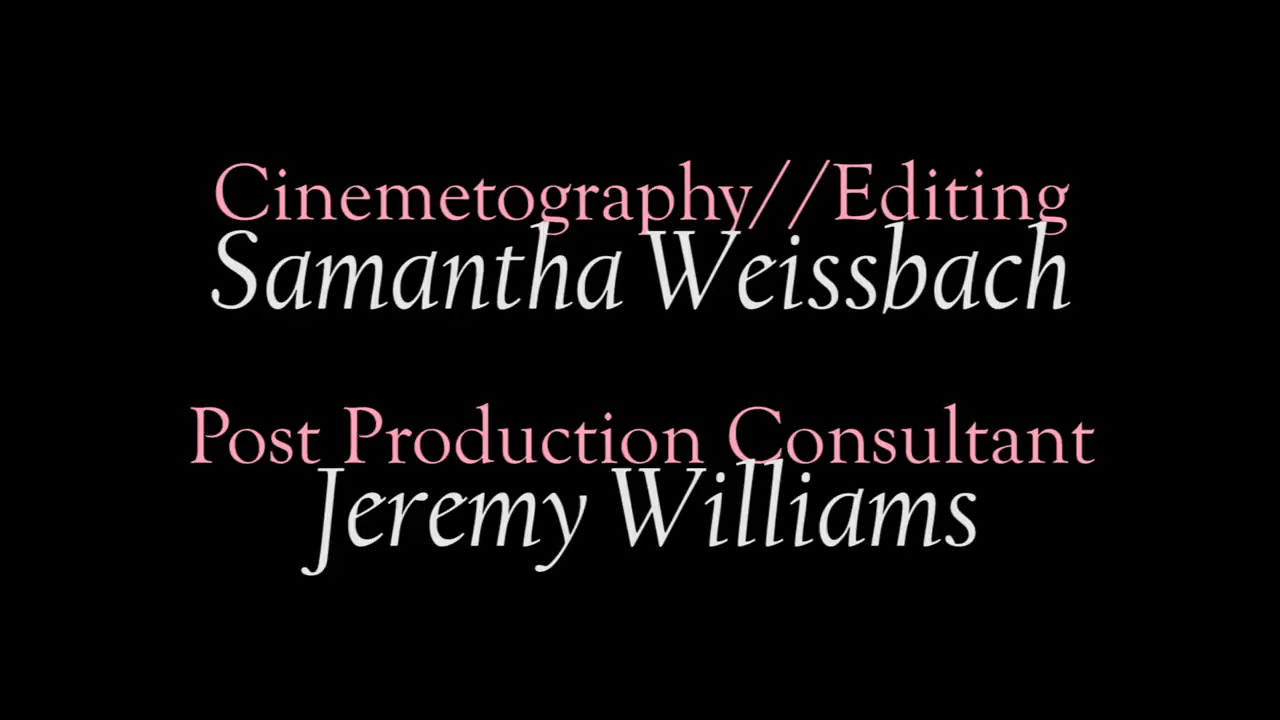 Cinemetography//Editing
Samantha Weissbach
Post Production Consultant
Jeremy Williams